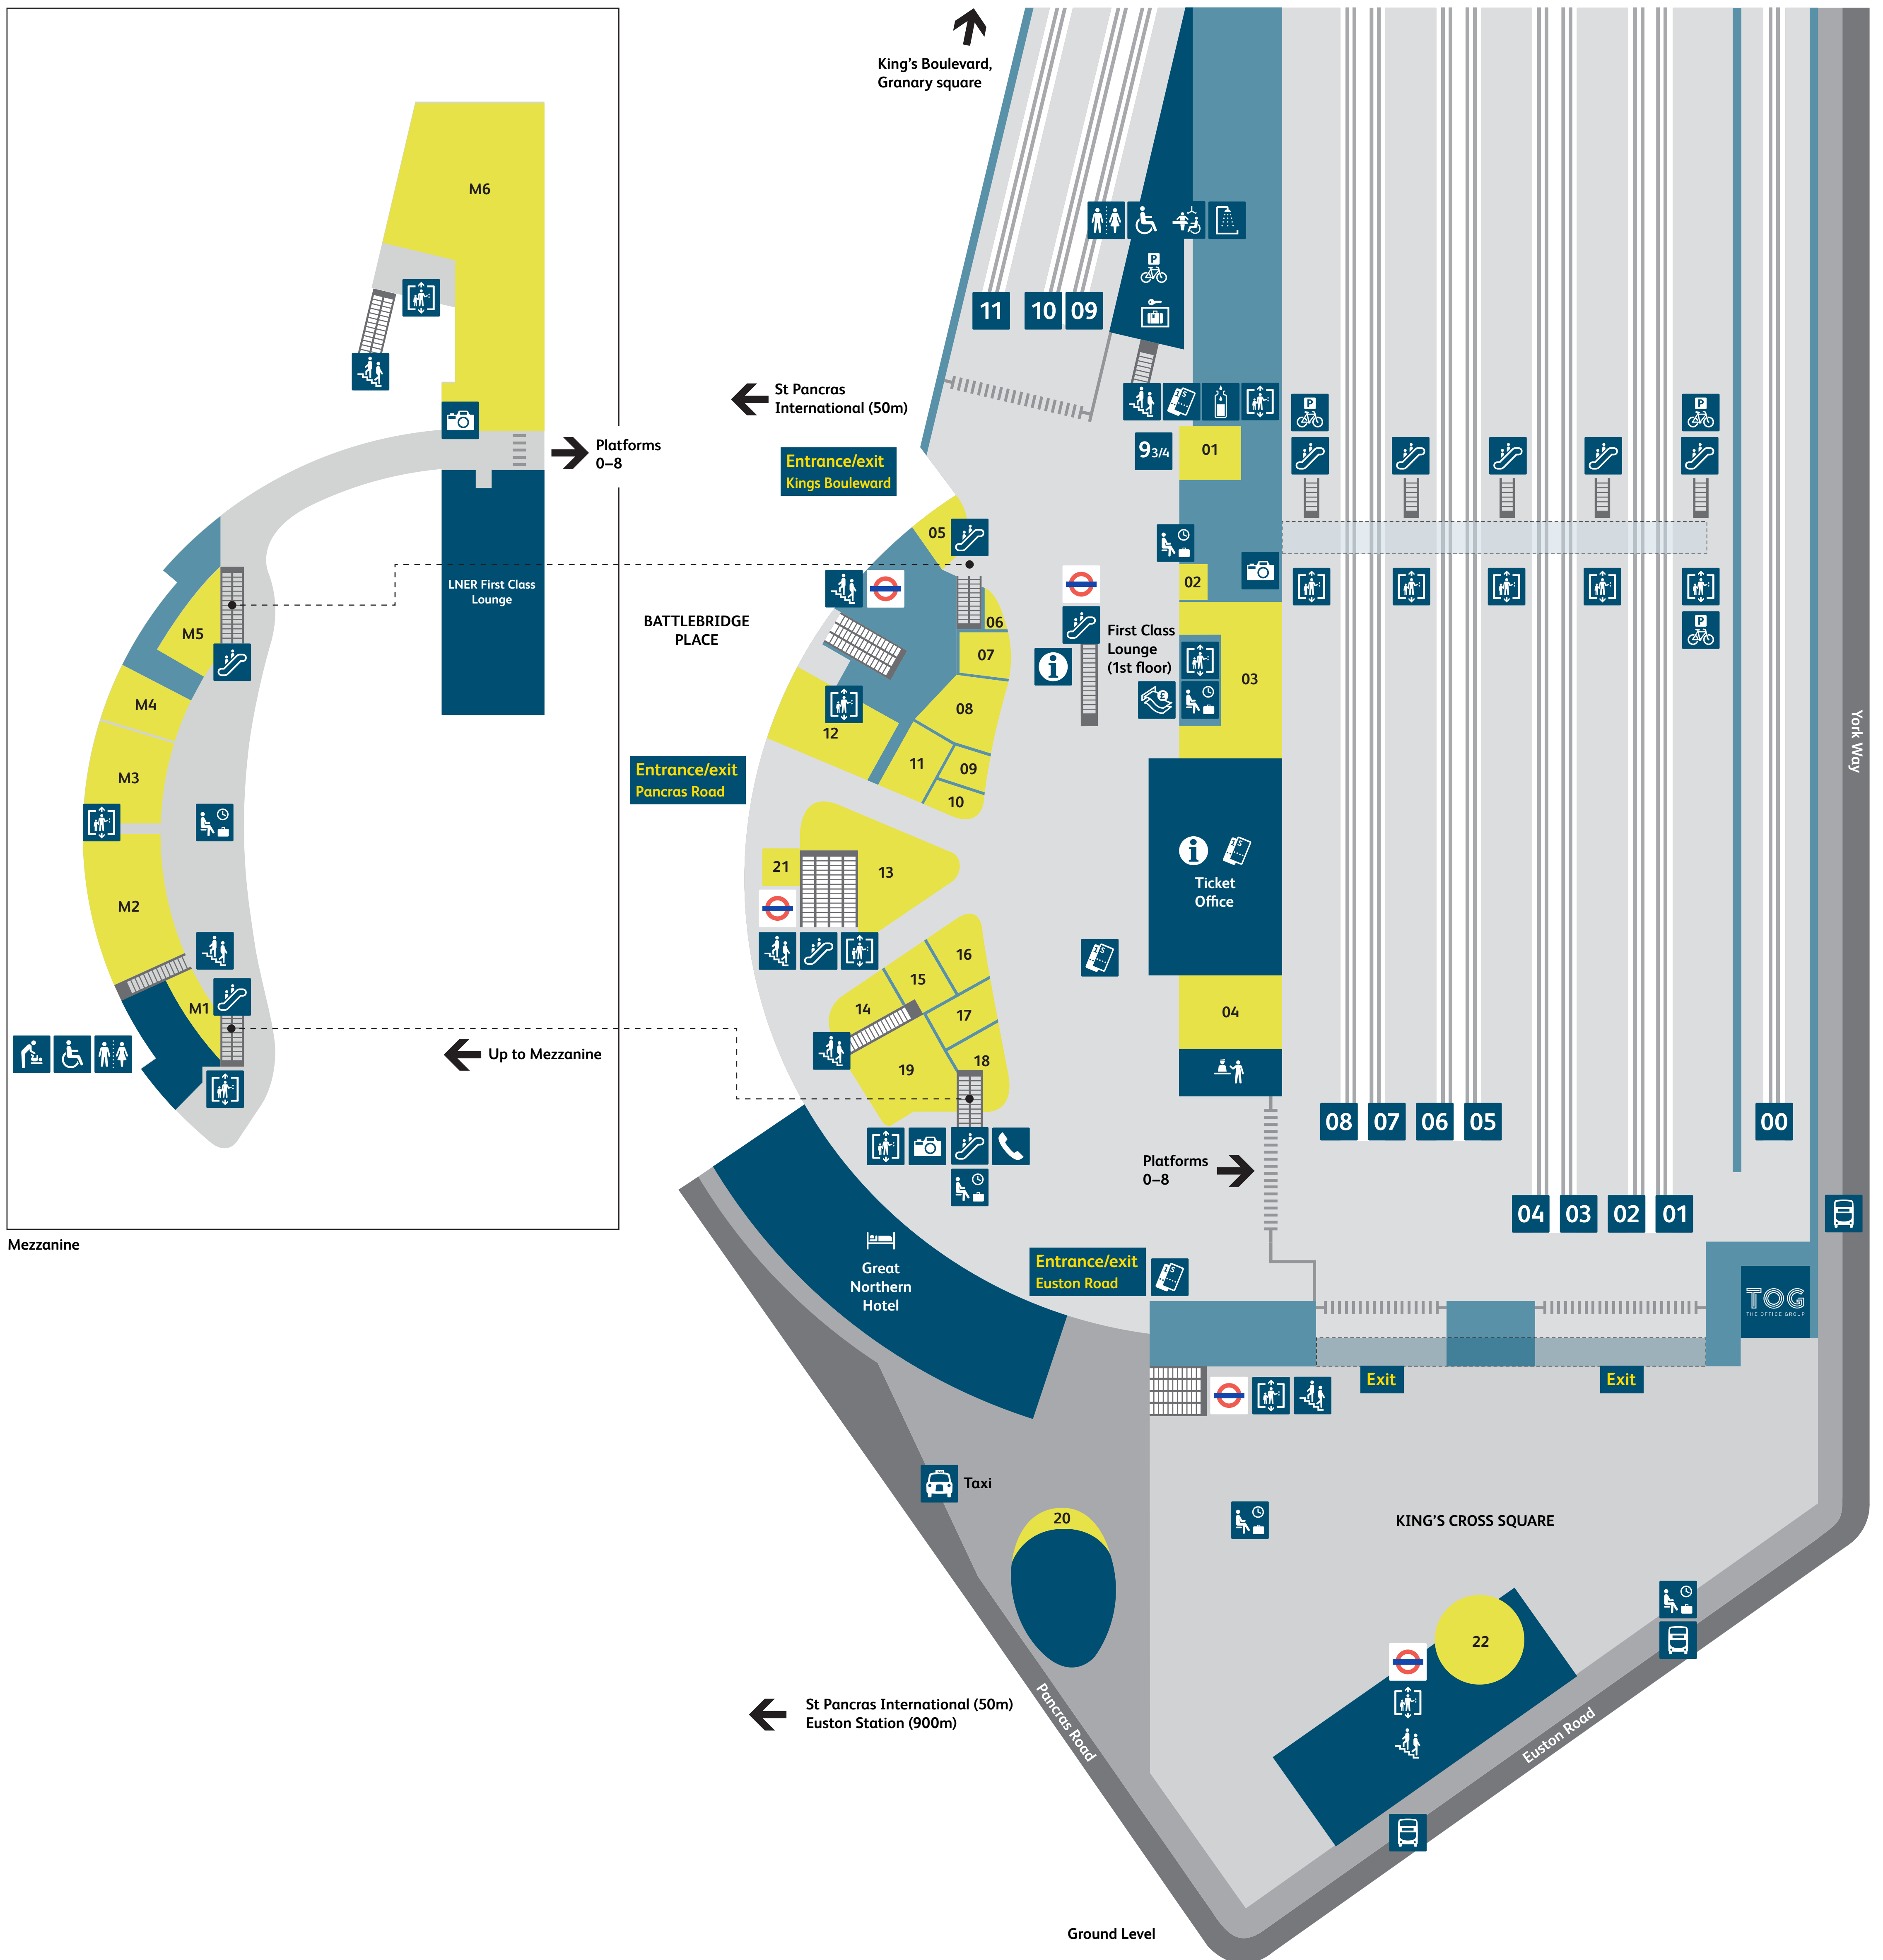 King's Boulevard,
Granary square
M6
11
10
09
St Pancras
International (50m)
Platforms
0–8
Entrance/exit
Kings Bouleward
9 3/4
01
P
P
P
P
05
02
06
LNER First Class
Lounge
BATTLEBRIDGE
PLACE
First Class
Lounge
(1st floor)
M5
07
03
M4
08
12
11
09
10
M3
Entrance/exit
Pancras Road
York Way
21
13
Ticket
Office
M2
16
15
14
17
M1
04
18
19
Up to Mezzanine
08
07
06
05
00
Platforms
0–8
04
03
02
01
Mezzanine
Great
Northern
Hotel
Entrance/exit
Euston Road
TOG
THE OFFICE GROUP
Exit
Exit
Taxi
20
KING'S CROSS SQUARE
22
St Pancras International (50m)
Euston Station (900m)
Pancras Road
Euston Road
Ground Level